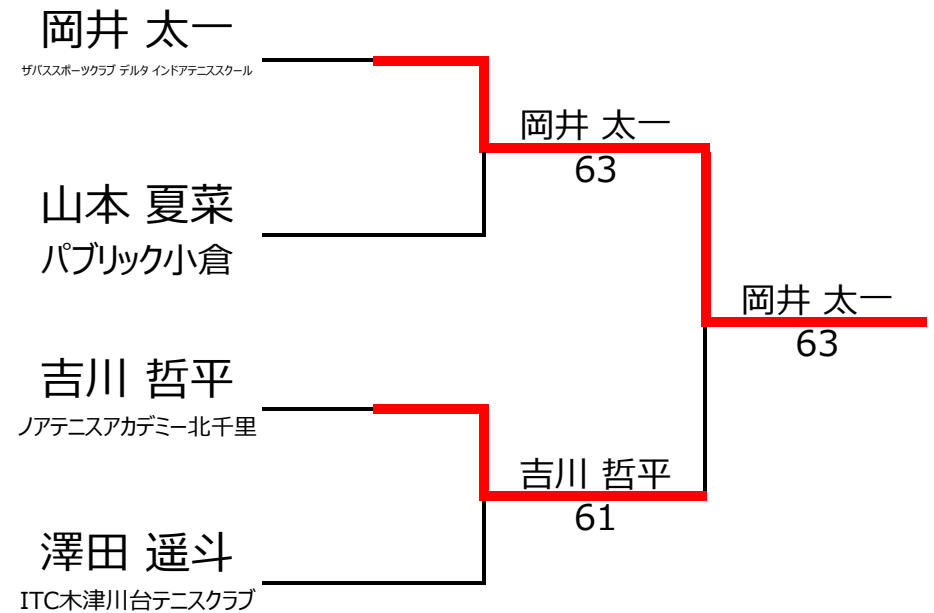 岡井 太一
ザバススポーツクラブ デルタ インドアテニススクール
岡井 太一
63
山本 夏菜
パブリック小倉
岡井 太一
63
吉川 哲平
ノアテニスアカデミー北千里
吉川 哲平
61
澤田 遥斗
ITC木津川台テニスクラブ